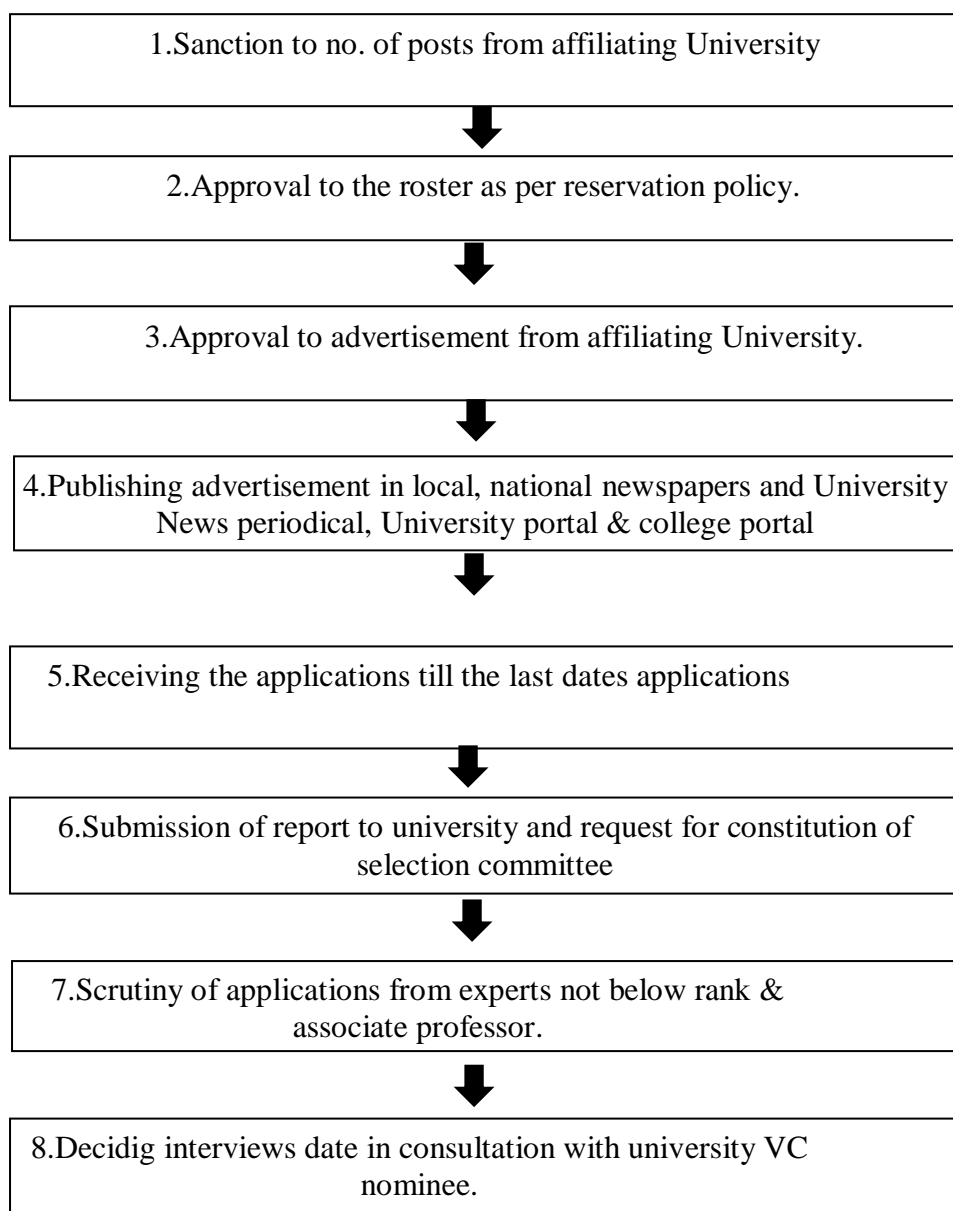 1.Sanction to no. of posts from affiliating University
2.Approval to the roster as per reservation policy.
3.Approval to advertisement from affiliating University.
4.Publishing advertisement in local, national newspapers and University
News periodical, University portal & college portal
5.Receiving the applications till the last dates applications
6.Submission of report to university and request for constitution of
selection committee
7.Scrutiny of applications from experts not below rank &
associate professor.
8.Decidig interviews date in consultation with university VC
nominee.